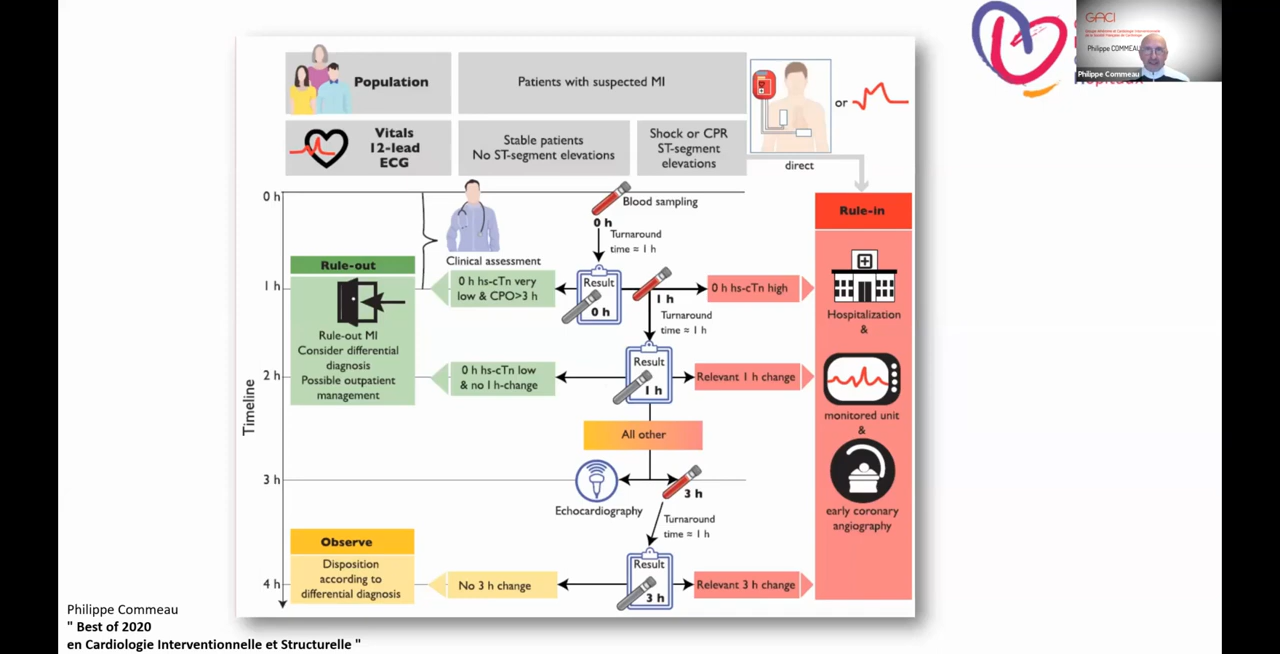 GACI
Philippe COMMEAU
Philippe Commeau
Population
Patients with suspected MI
or
Vitals
12-lead
ECG
Stable patients
No ST-segment elevations
Shock or CPR
ST-segment
elevations
direct
0 h
Blood sampling
0 h
Turnaround
time ≈ 1 h
Clinical assessment
Rule-in
Rule-out
1 h
0 h hs-cTn very
low & CPO>3 h
Result
0 h
1 h
0 h hs-cTn high
Turnaround
time ≈ 1 h
Hospitalization
&
Rule-out MI
Consider differential
diagnosis
Possible outpatient
management
Timeline
2 h
0 h hs-cTn low
& no 1 h-change
Result
1 h
Relevant 1 h change
monitored unit
&
All other
3 h
3 h
Echocardiography
early coronary
angiography
Turnaround
time ≈ 1 h
Observe
Disposition
according to
differential diagnosis
4 h
No 3 h change
Result
3 h
Relevant 3 h change
Philippe Commeau
" Best of 2020
en Cardiologie Interventionnelle et Structurelle "